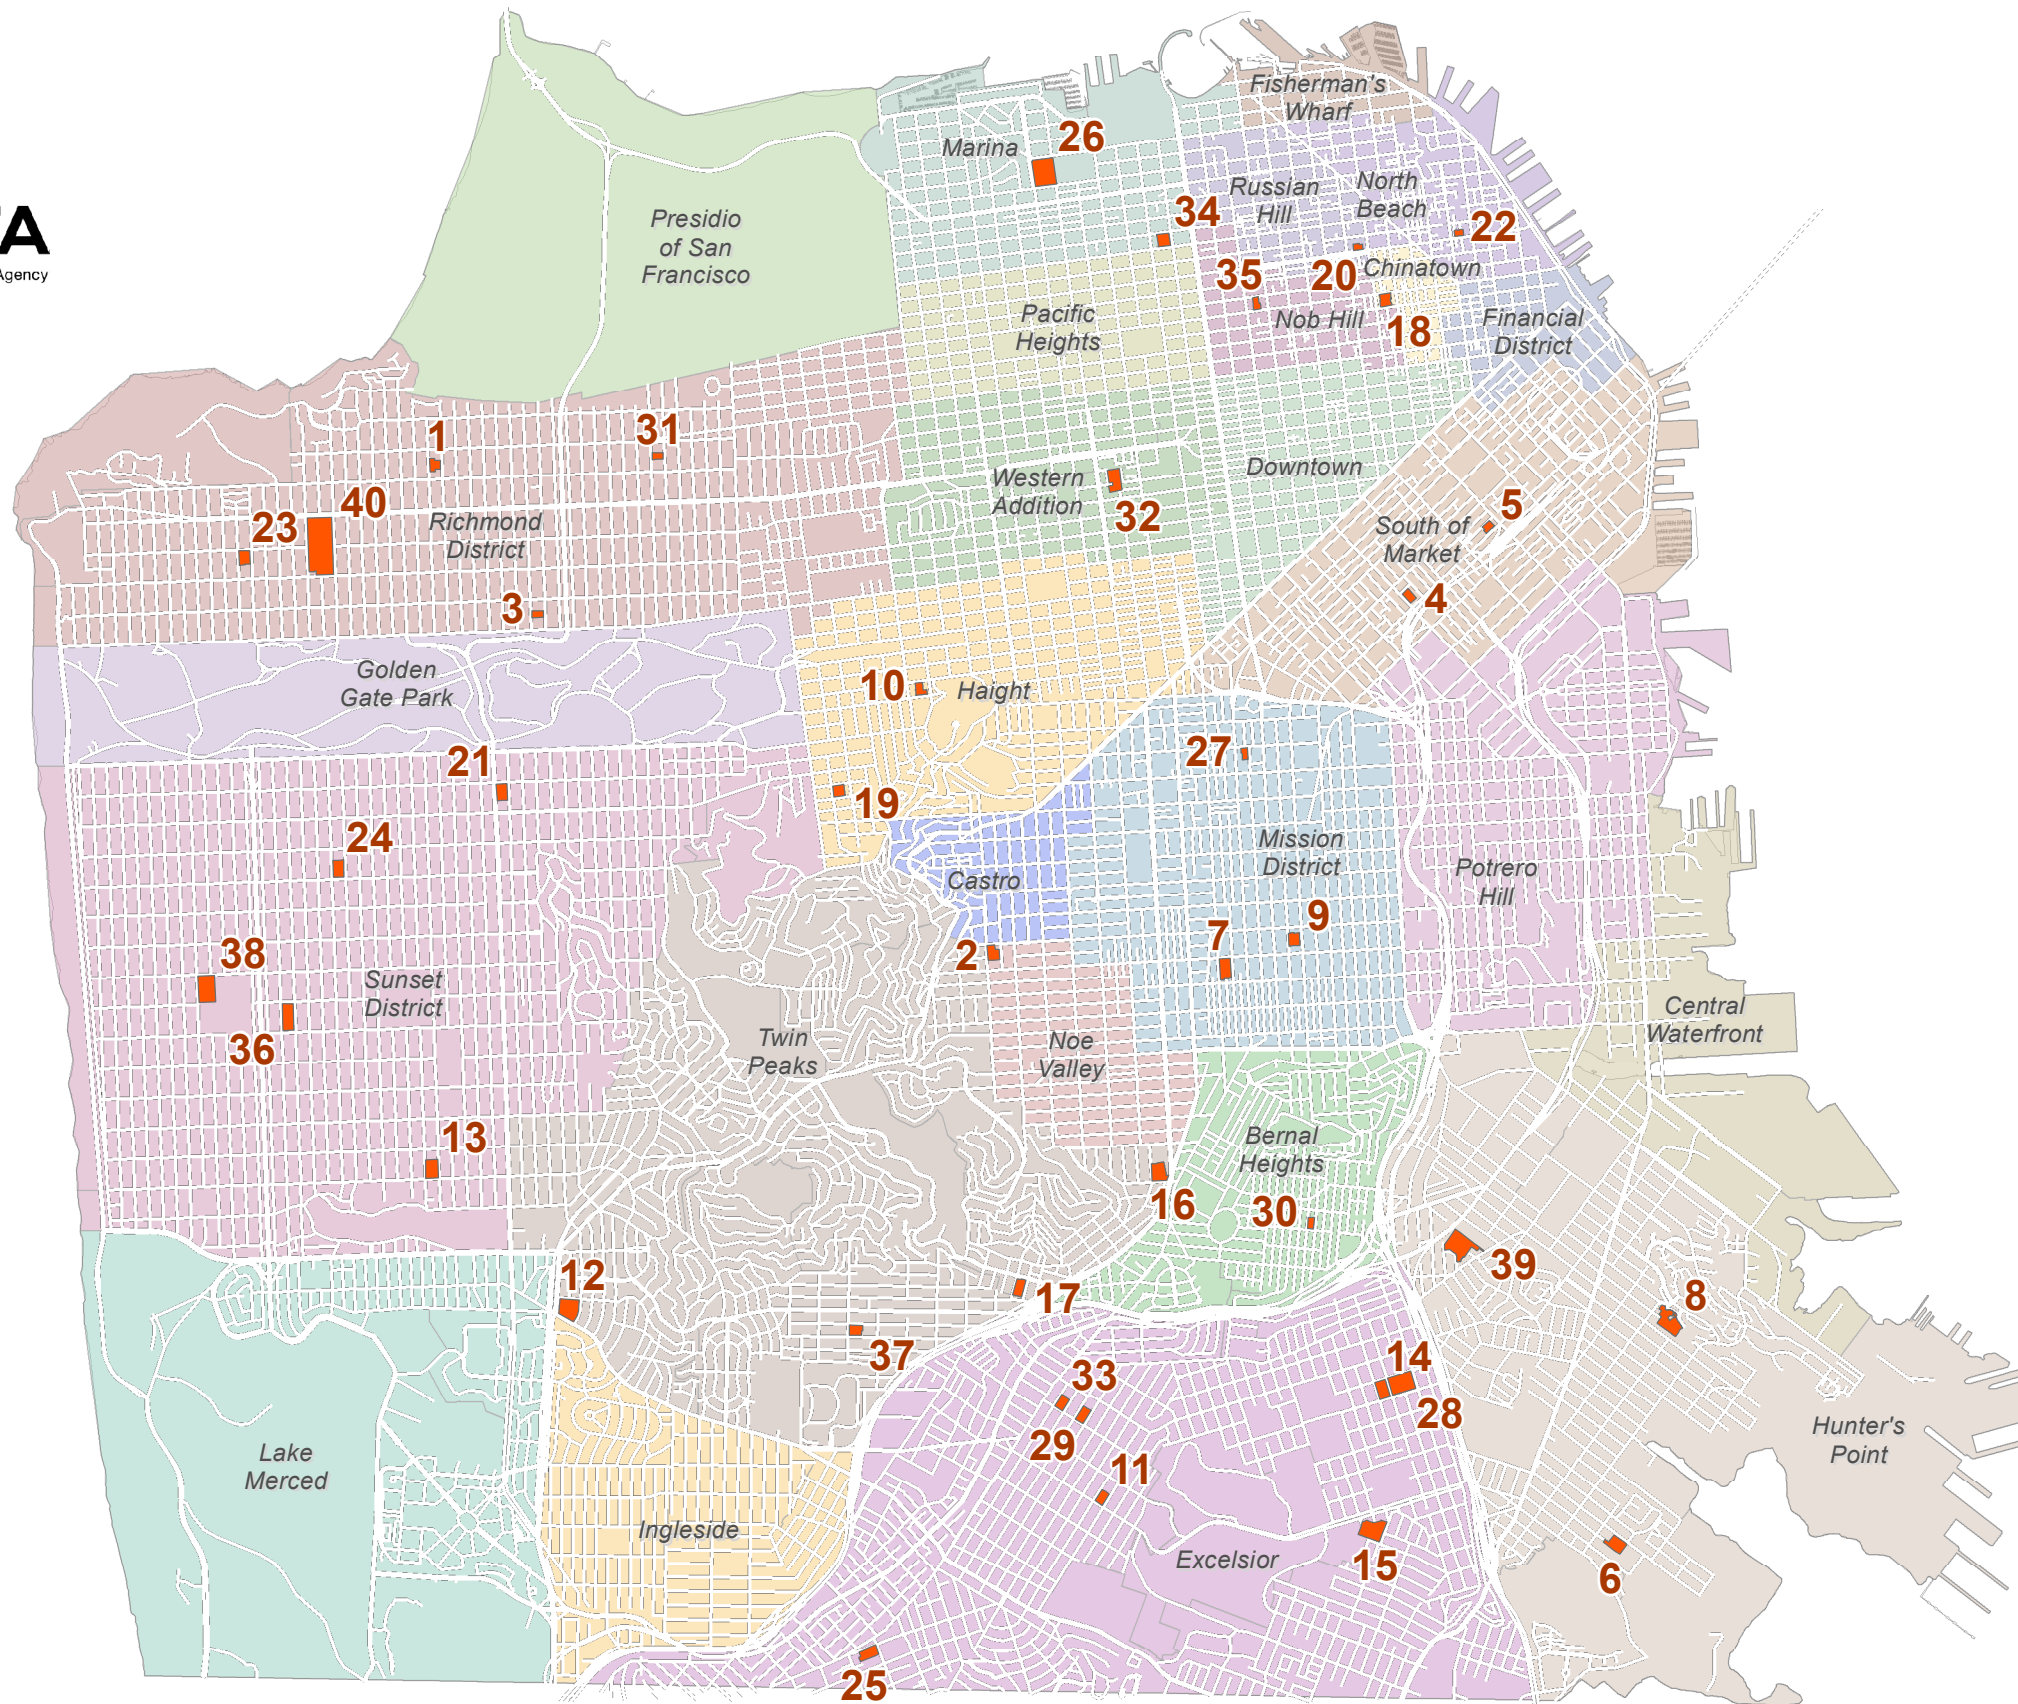 TA
Agency
Fisherman's
Wharf
Marina
26
Presidio
of San
Francisco
Russian
Hill
North
Beach
34
22
35
20
Chinatown
Pacific
Heights
Nob Hill
18
Financial
District
1
31
40
23
Richmond
District
Western
Addition
32
Downtown
5
South of
Market
4
3
Golden
Gate Park
10
Haight
21
27
19
24
Mission
District
Castro
Potrero
Hill
9
7
2
38
Sunset
District
36
Twin
Peaks
Noe
Valley
Central
Waterfront
13
Bernal
Heights
16
30
39
12
17
8
37
14
33
28
29
11
Hunter's
Point
Lake
Merced
Ingleside
Excelsior
15
6
25